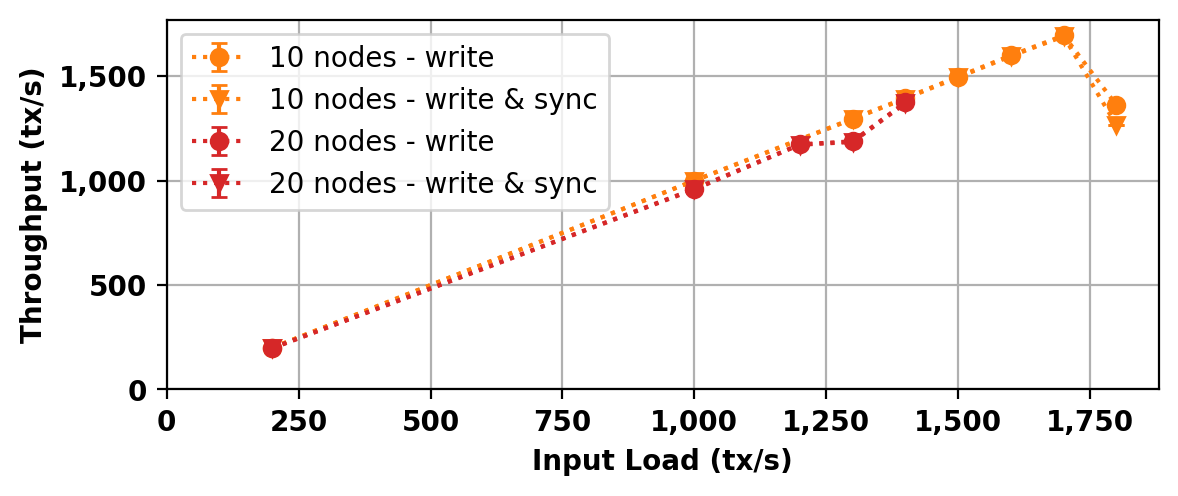 10 nodes - write
10 nodes - write & sync
20 nodes - write
20 nodes - write & sync
Throughput (tx/s)
1,500
1,000
500
0
0 250 500 750 1,000 1,250 1,500 1,750
Input Load (tx/s)